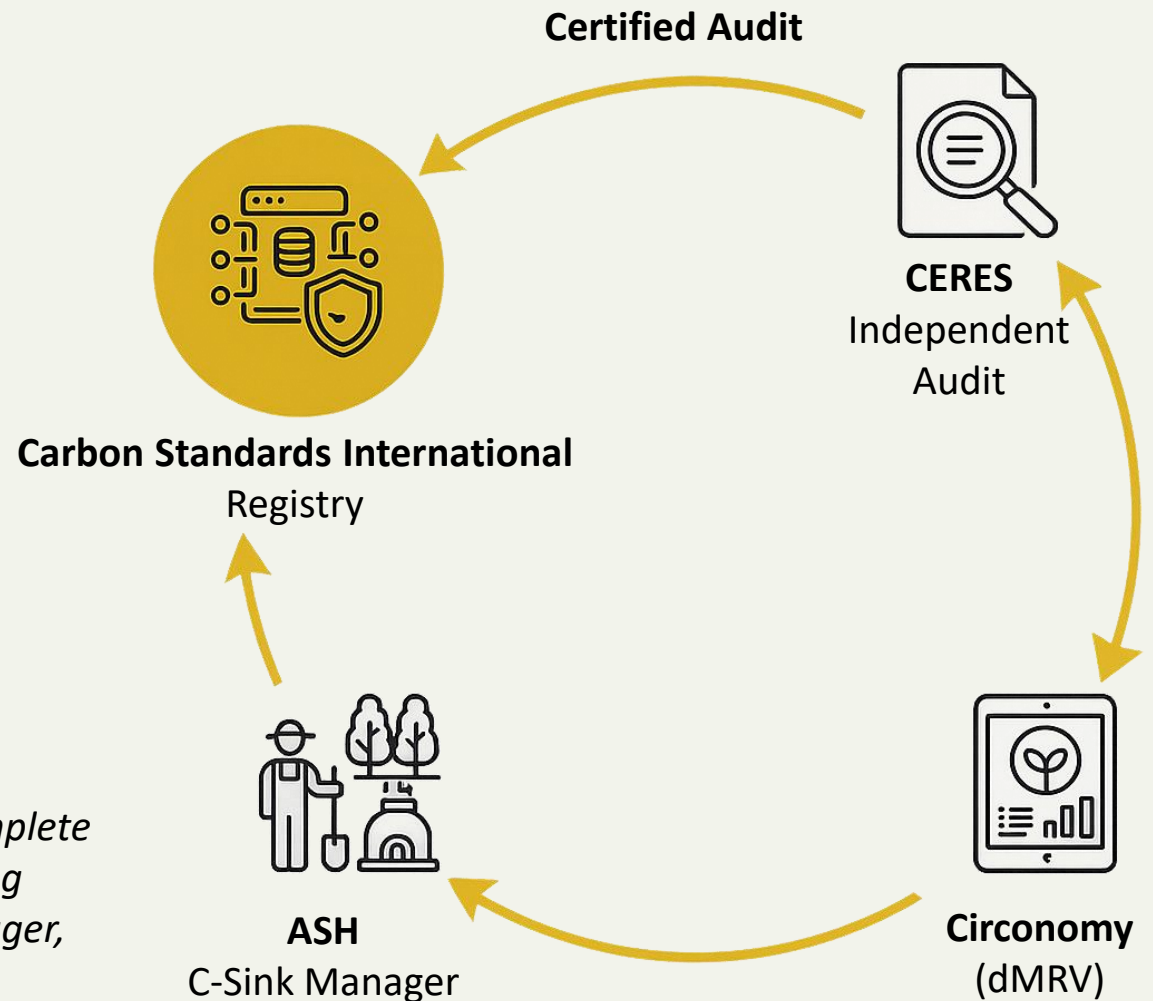 Certified Audit
CERES
Independent
Audit
Carbon Standards International
Registry
ASH
C-Sink Manager
Circonomy
(dMRV)